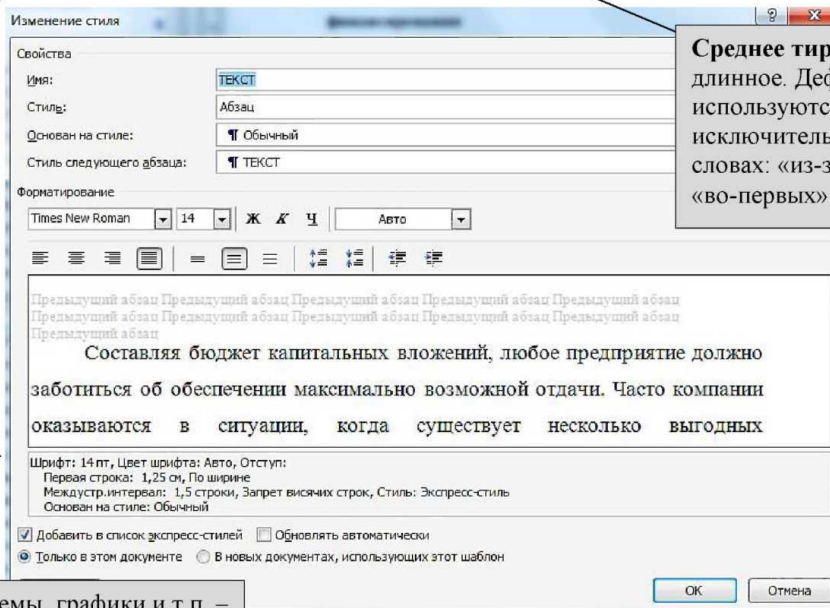 Изменение стиля
Свойства
Имя:
ТЕКСТ
Стиль:
Абзац
Основан на стиле:
¶ Обычный
Стиль следующего абзаца:
¶ ТЕКСТ
Форматирование
Times New Roman 14 Ж К Ч Авто
Предыдущий абзац Предыдущий абзац Предыдущий абзац Предыдущий абзац Предыдущий абзац
Предыдущий абзац Предыдущий абзац Предыдущий абзац Предыдущий абзац Предыдущий абзац
Предыдущий абзац
Составляя бюджет капитальных вложений, любое предприятие должно
заботиться об обеспечении максимально возможной отдачи. Часто компании
оказываются в ситуации, когда существует несколько выгодных
Шрифт: 14 пт, Цвет шрифта: Авто, Отступ:
Первая строка: 1,25 см, По ширине
Междустр.интервал: 1,5 строки, Запрет висячих строк, Стиль: Экспресс-стиль
Основан на стиле: Обычный
Добавить в список экспресс-стилей Обновлять автоматически
Только в этом документе В новых документах, использующих этот шаблон
ОК Отмена
Среднее тир
длинное. Деф
используютс
исключитель
словах: «из-з
«во-первых»
емы, графики и т.п. –